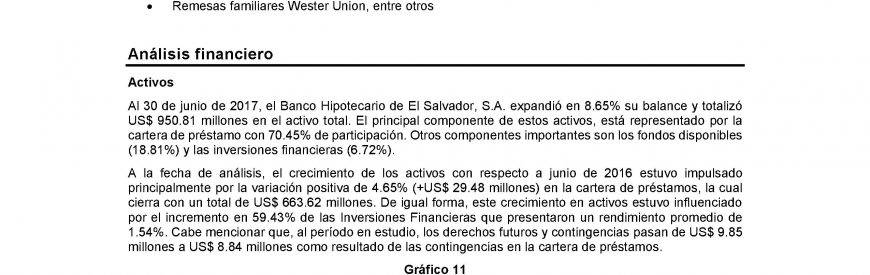 • Remesas familiares Wester Union, entre otros
Análisis financiero
Activos
Al 30 de junio de 2017, el Banco Hipotecario de El Salvador, S.A. expandió en 8.65% su balance y totalizó
US$ 950.81 millones en el activo total. El principal componente de estos activos, está representado por la
cartera de préstamo con 70.45% de participación. Otros componentes importantes son los fondos disponibles
(18.81%) y las inversiones financieras (6.72%).
A la fecha de análisis, el crecimiento de los activos con respecto a junio de 2016 estuvo impulsado
principalmente por la variación positiva de 4.65% (+US$ 29.48 millones) en la cartera de préstamos, la cual
cierra con un total de US$ 663.62 millones. De igual forma, este crecimiento en activos estuvo influenciado
por el incremento en 59.43% de las Inversiones Financieras que presentaron un rendimiento promedio de
1.54%. Cabe mencionar que, al período en estudio, los derechos futuros y contingencias pasan de US$ 9.85
millones a US$ 8.84 millones como resultado de las contingencias en la cartera de préstamos.
Gráfico 11